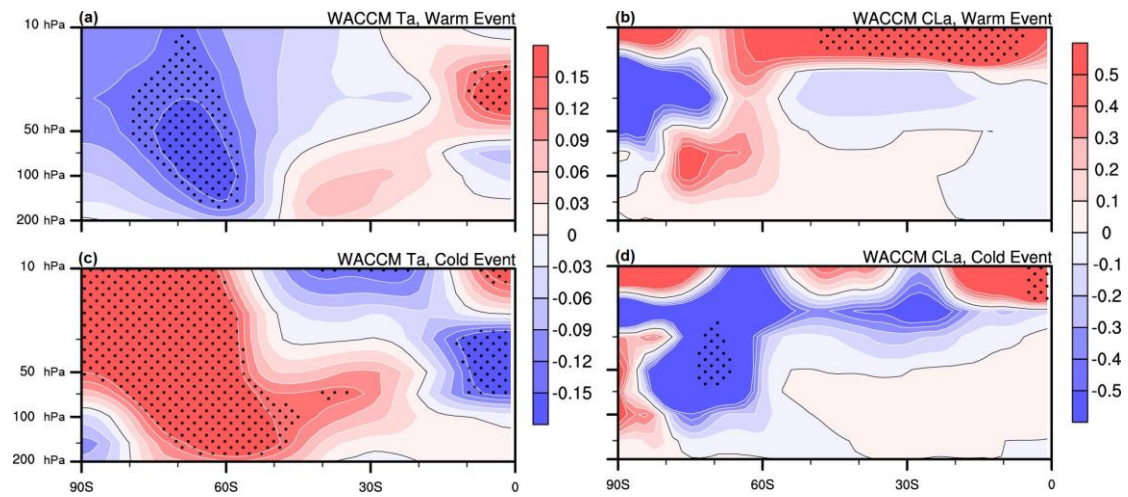 (a) WACCM Ta, Warm Event
10 hPa
50 hPa
100 hPa
200 hPa
0.15
0.12
0.09
0.06
0.03
0
-0.03
-0.06
-0.09
-0.12
-0.15
(b) WACCM CLa, Warm Event
0.5
0.4
0.3
0.2
0.1
0
-0.1
-0.2
-0.3
-0.4
-0.5
(c) WACCM Ta, Cold Event
10 hPa
50 hPa
100 hPa
200 hPa
90S 60S 30S 0
(d) WACCM CLa, Cold Event
90S 60S 30S 0